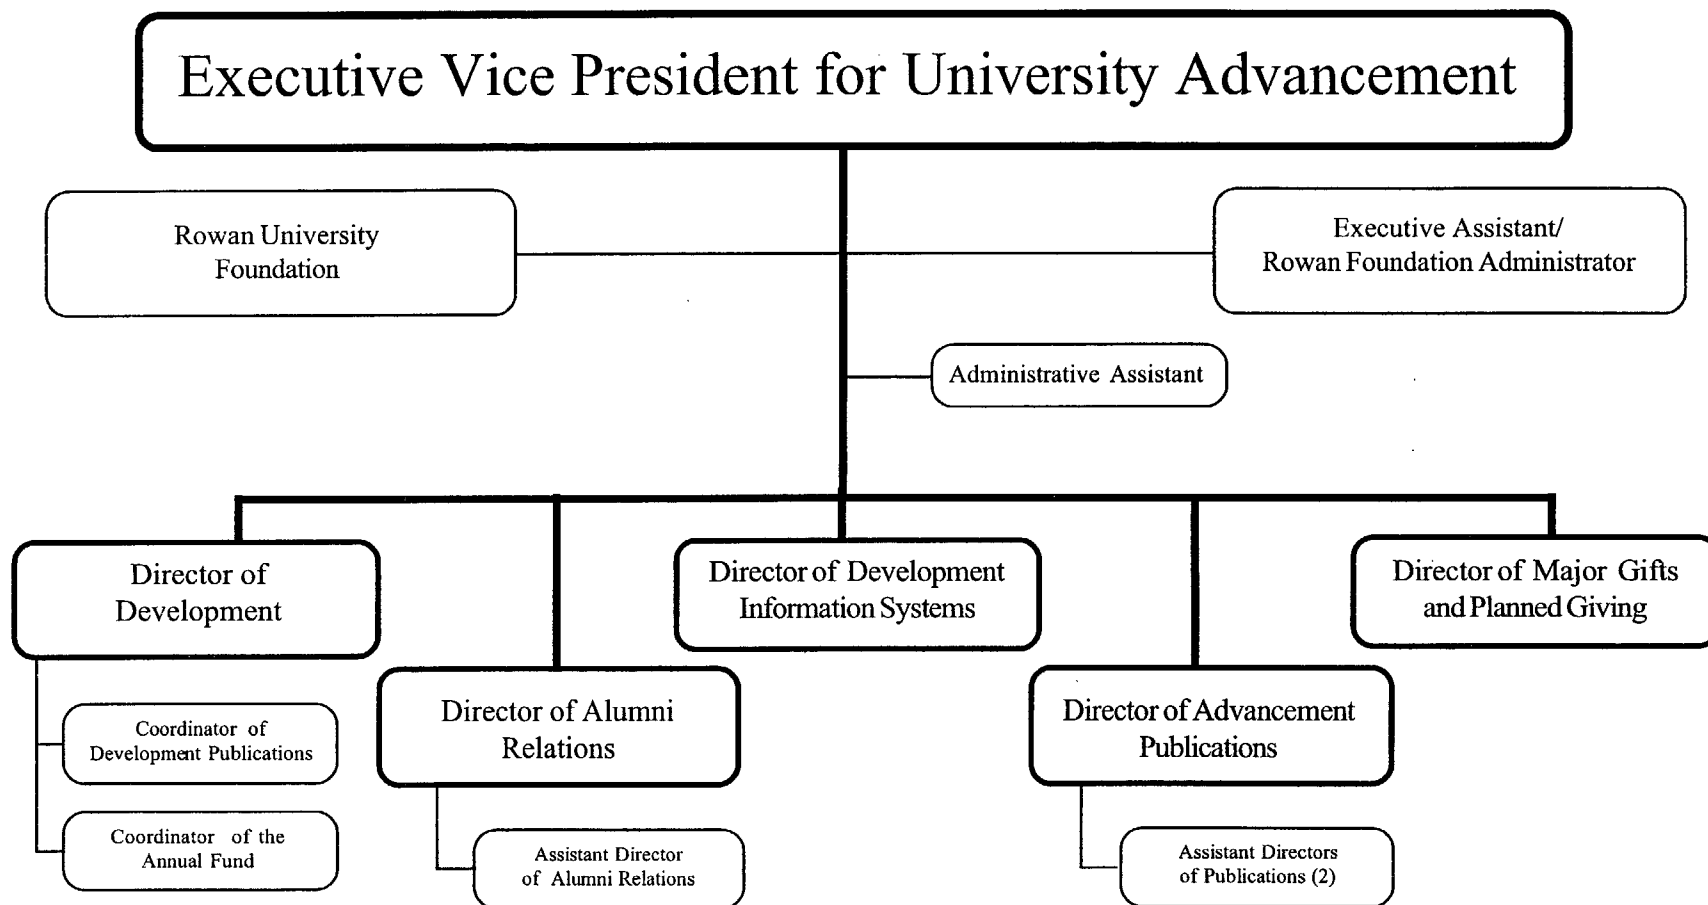 Executive Vice President for University Advancement
Rowan University
Foundation
Executive Assistant/
Rowan Foundation Administrator
Administrative Assistant
Director of
Development
Director of Development
Information Systems
Director of Major Gifts
and Planned Giving
Coordinator of
Development Publications
Director of Alumni
Relations
Director of Advancement
Publications
Coordinator of the
Annual Fund
Assistant Director
of Alumni Relations
Assistant Directors
of Publications (2)